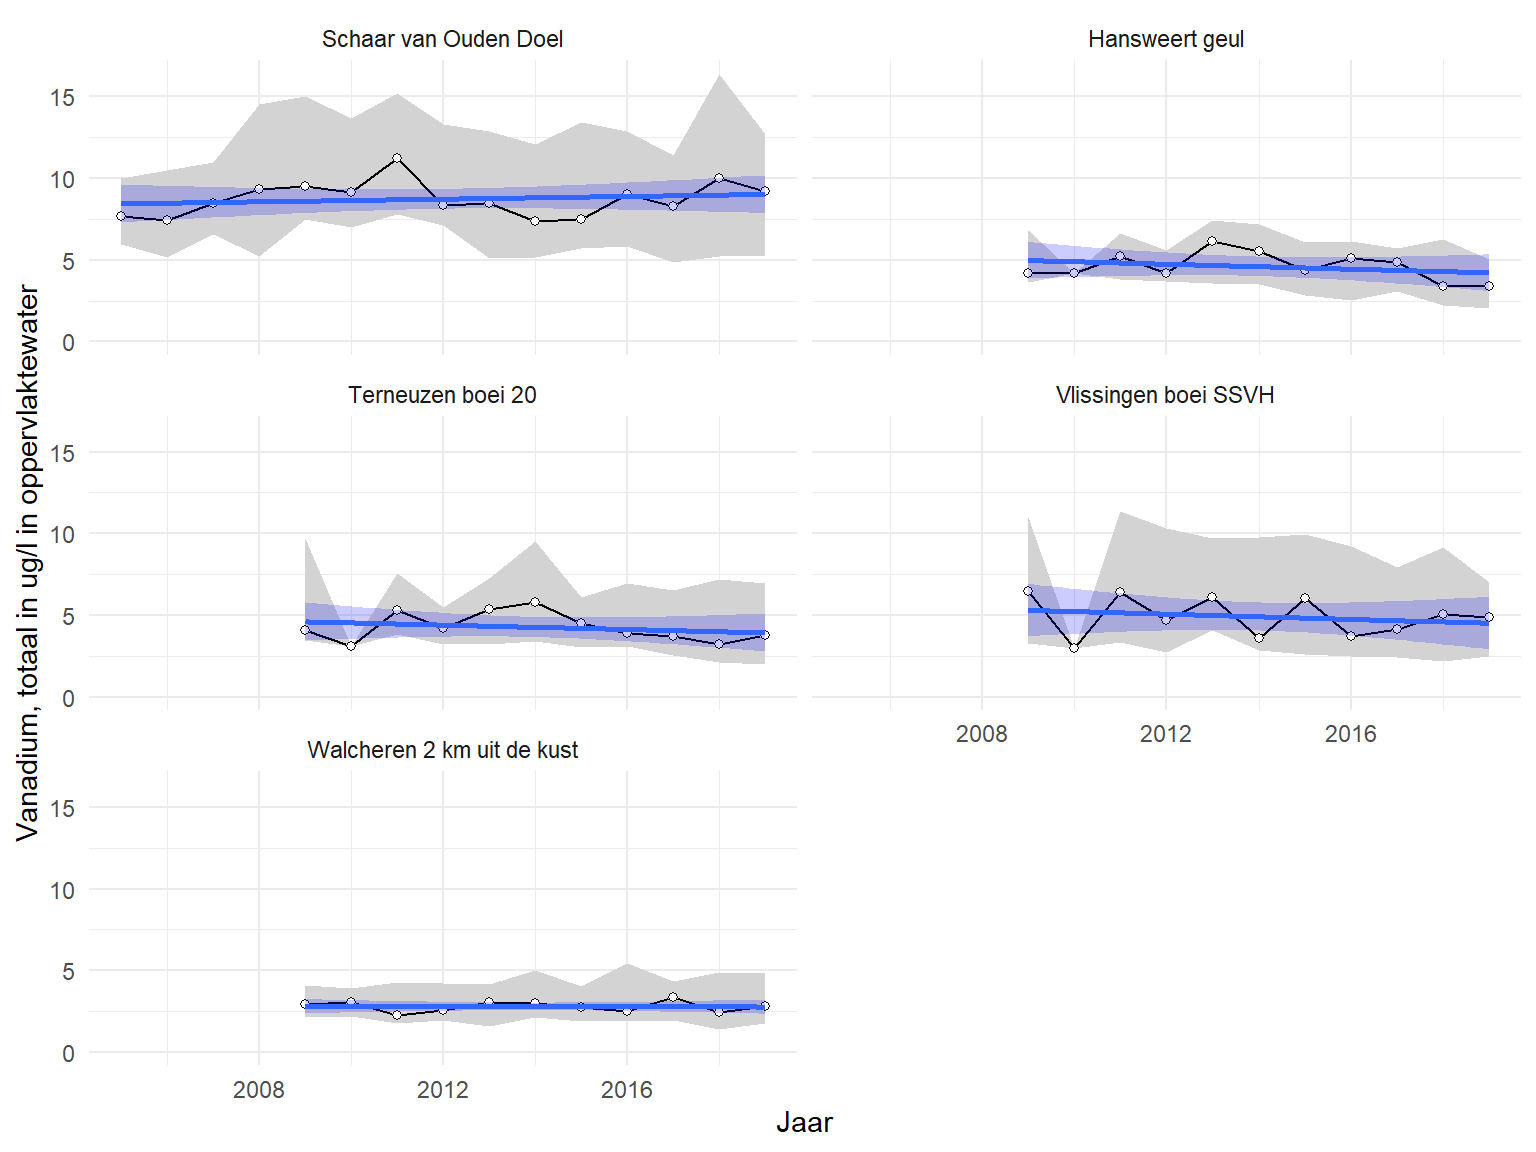 Schaar van Ouden Doel
Hansweert geul
15
10
5
0
Terneuzen boei 20
Vlissingen boei SSVH
15
10
5
0
2008 2012 2016
Walcheren 2 km uit de kust
15
10
5
0
2008 2012 2016
Jaar
Vanadium, totaal in ug/l in oppervlaktewater